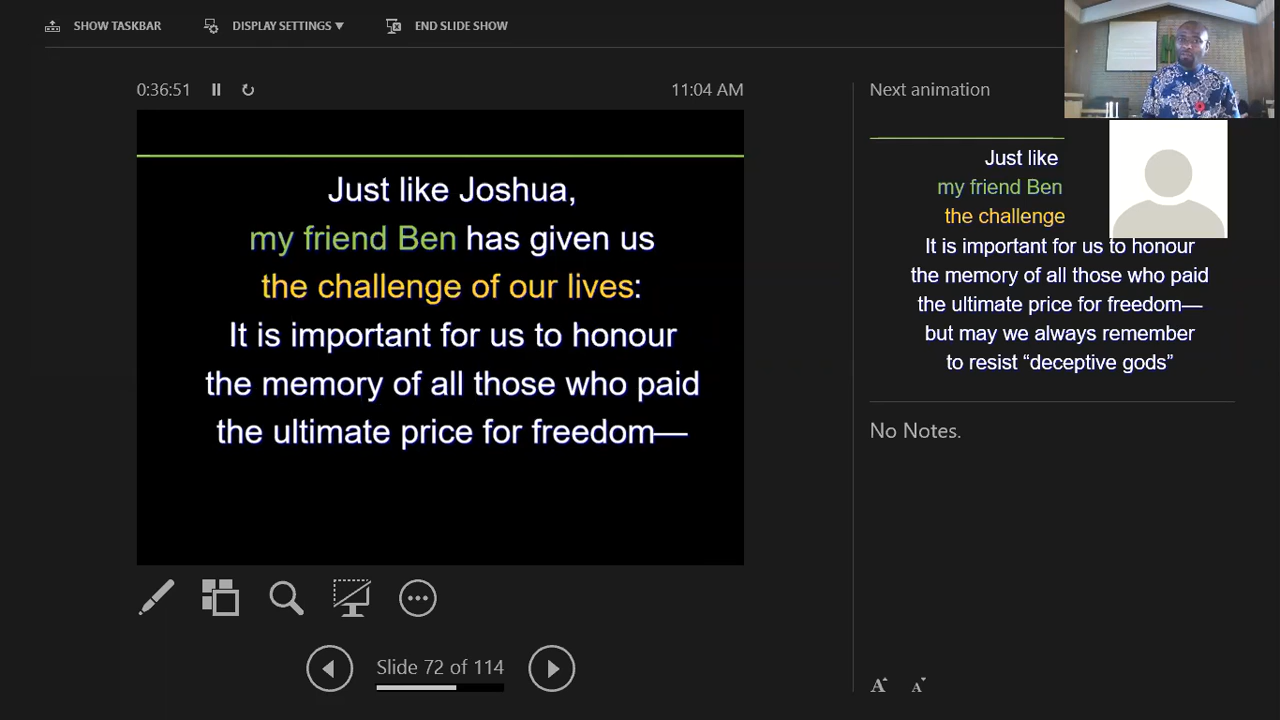 SHOW TASKBAR
DISPLAY SETTINGS
END SLIDE SHOW
0:36:51
11:04 AM
Just like Joshua,
my friend Ben has given us
the challenge of our lives:
It is important for us to honour
the memory of all those who paid
the ultimate price for freedom—
Slide 72 of 114
Next animation
Just like
my friend Ben
the challenge
It is important for us to honour
the memory of all those who paid
the ultimate price for freedom—
but may we always remember
to resist “deceptive gods”
No Notes.
A A